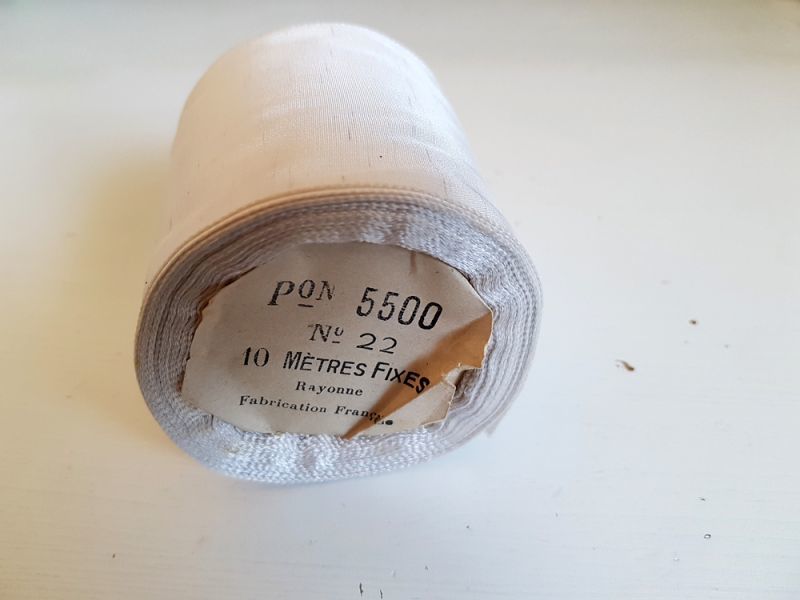 PON 5500
Nº 22
10 MÈTRES FIXES
Rayonne
Fabrication